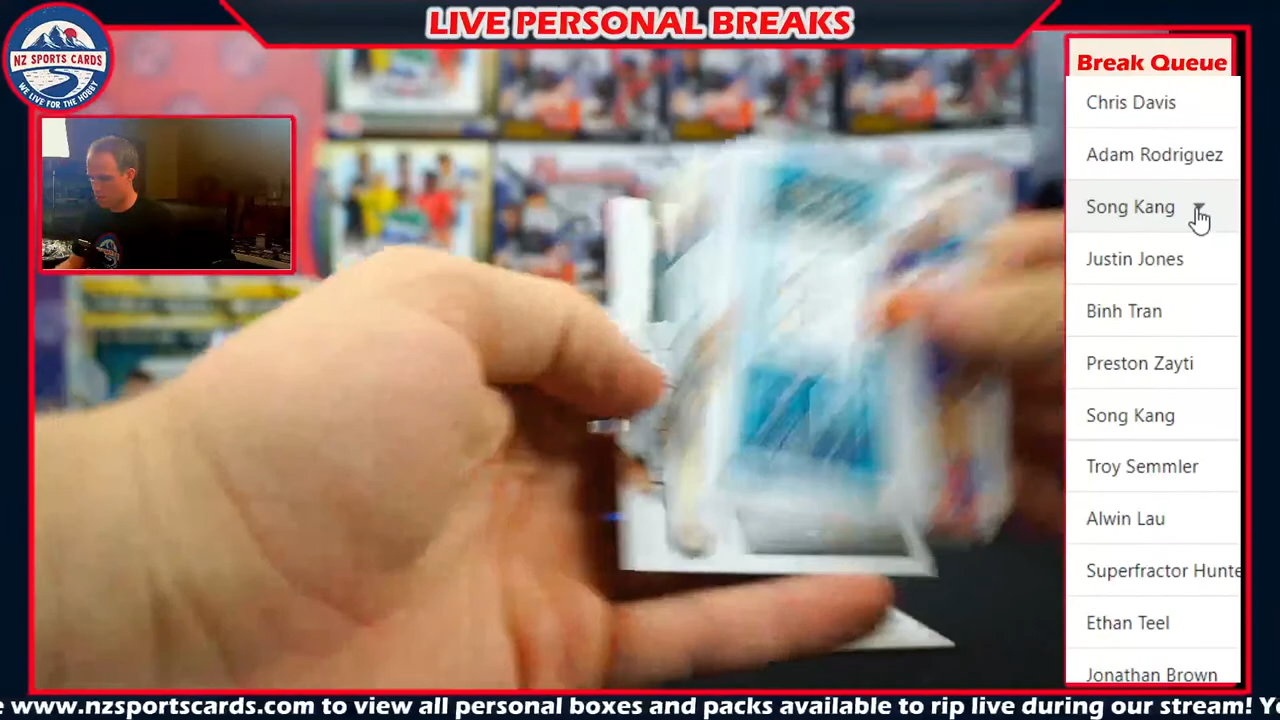 LIVE PERSONAL BREAKS
NZ SPORTS CARDS
WE LIVE FOR THE HOBBY
Break Queue
Chris Davis
Adam Rodriguez
Song Kang
Justin Jones
Binh Tran
Preston Zayti
Song Kang
Troy Semmler
Alwin Lau
Superfractor Hunte
Ethan Teel
Jonathan Brown
e www.nzsportscards.com to view all personal boxes and packs available to rip live during our stream! Yo